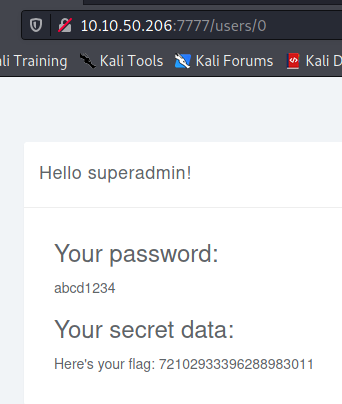 10.10.50.206:7777/users/0
ali Training Kali Tools Kali Forums Kali D
Hello superadmin!
Your password:
abcd1234
Your secret data:
Here's your flag: 72102933396288983011